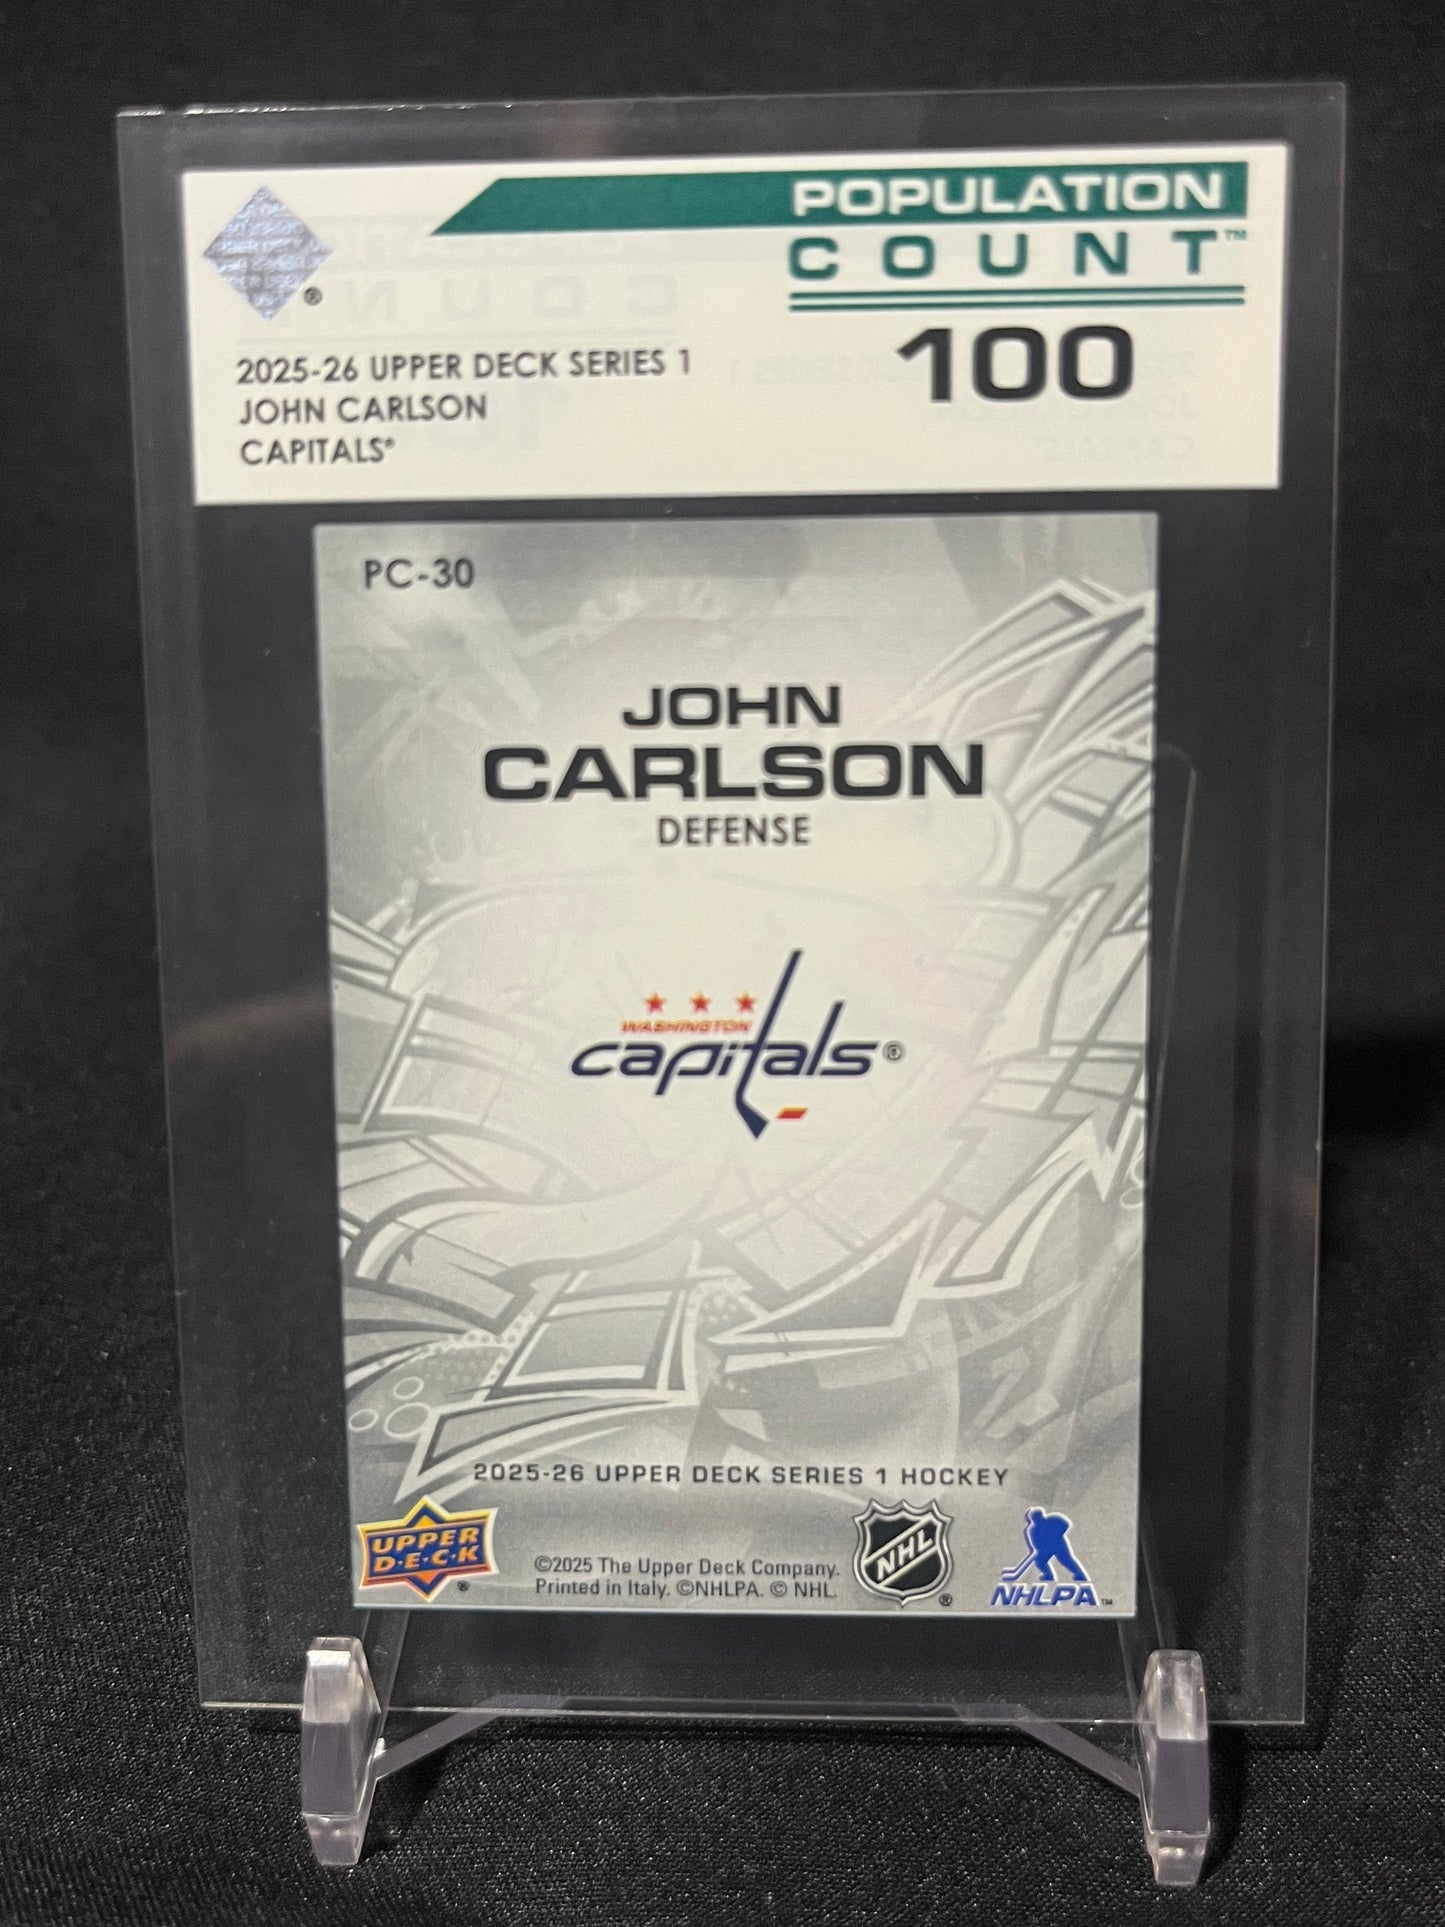 POPULATION
COUNT™
100
®
2025-26 UPPER DECK SERIES 1
JOHN CARLSON
CAPITALS®
PC-30
JOHN
CARLSON
DEFENSE
WASHINGTON
capitals®
2025-26 UPPER DECK SERIES 1 HOCKEY
UPPER
D·E·C·K
®
©2025 The Upper Deck Company.
Printed in Italy. ©NHLPA. © NHL.
NHL
®
NHLPA™